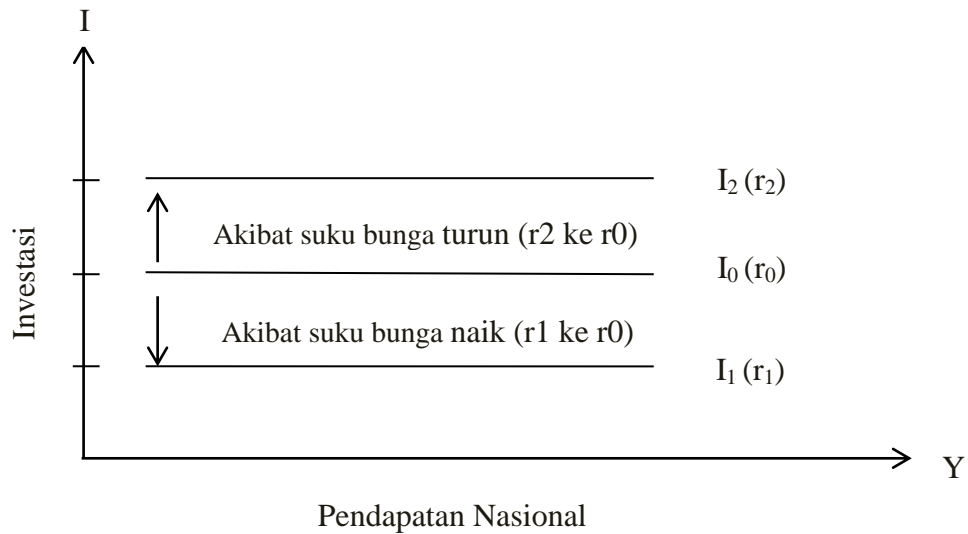 I
I₂ (r₂)
Akibat suku bunga turun (r2 ke r0)
I₀ (r₀)
Investasi
Akibat suku bunga naik (r1 ke r0)
I₁ (r₁)
Y
Pendapatan Nasional